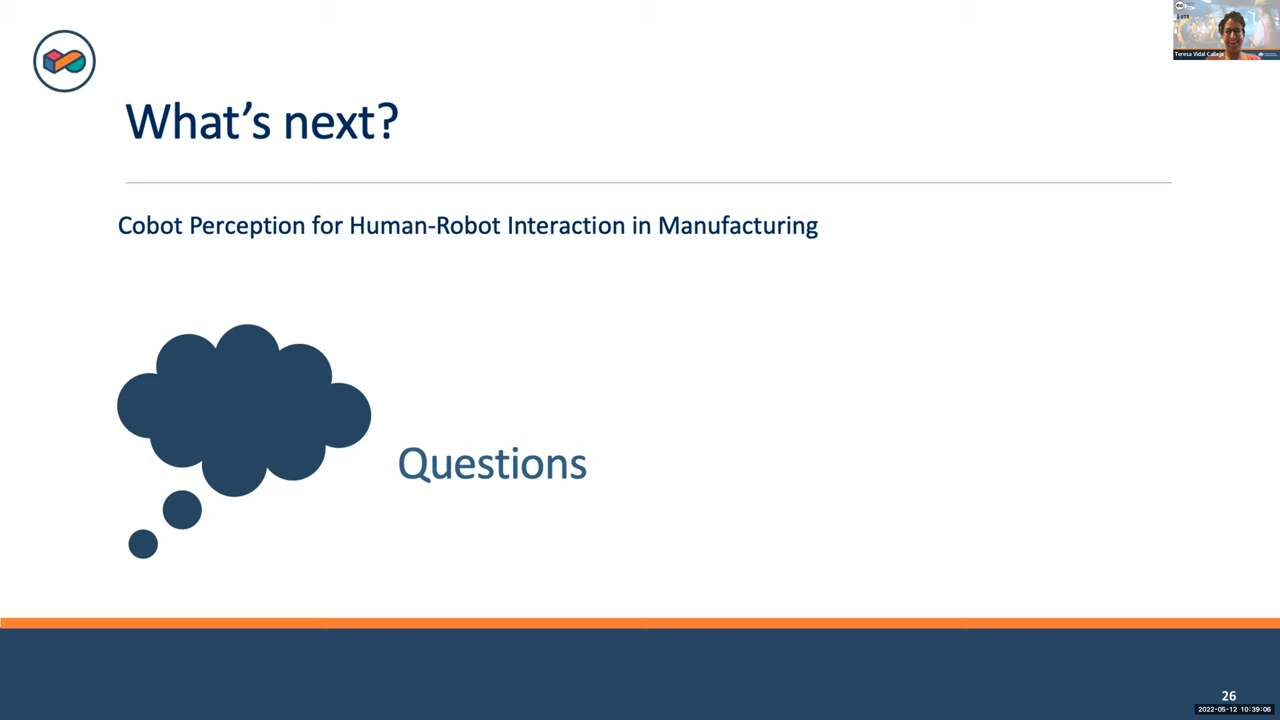 Teresa Vidal Calleja
What's next?
Cobot Perception for Human-Robot Interaction in Manufacturing
Questions
26
2022-05-12 10:39:06